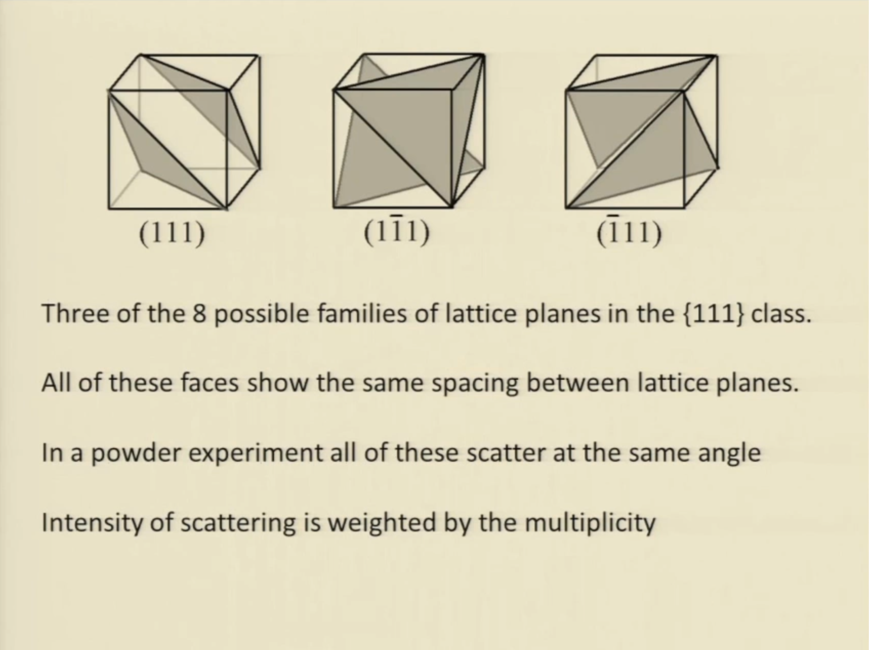 (111) (11̅1) (1̅11)
Three of the 8 possible families of lattice planes in the {111} class.
All of these faces show the same spacing between lattice planes.
In a powder experiment all of these scatter at the same angle
Intensity of scattering is weighted by the multiplicity